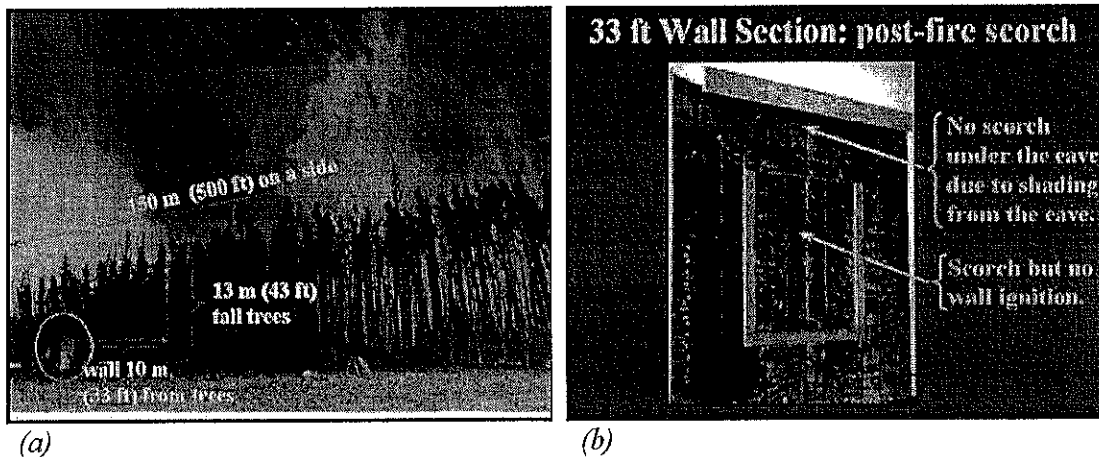 150 m (500 ft) on a side
13 m (43 ft)
tall trees
wall 10 m
(33 ft) from trees
(a)
33 ft Wall Section: post-fire scorch
No scorch
under the eave
due to shading
from the eave.
Scorch but no
wall ignition.
(b)